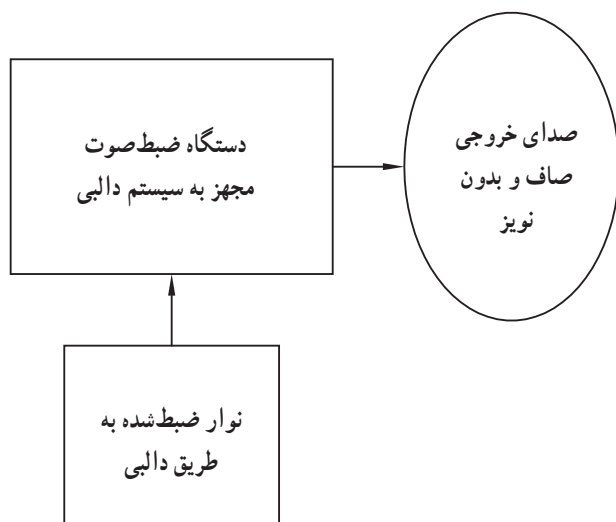 صدای خروجی
صاف و بدون
نویز
دستگاه ضبط‌صوت
مجهز به سیستم دالبی
نوار ضبط‌شده به
طریق دالبی